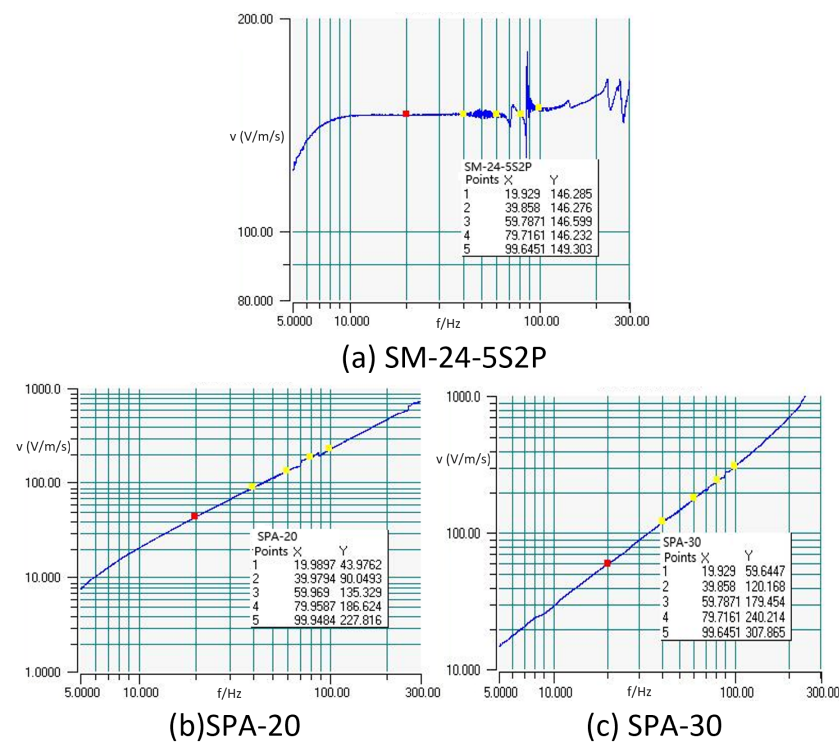 200.00
v (V/m/s)
SM-24-5S2P
Points X Y
1 19.929 146.285
2 39.858 146.276
3 59.7871 146.599
4 79.7161 146.232
5 99.6451 149.303
100.00
80.000
5.0000 10.000 f/Hz 100.00 300.00
(a) SM-24-5S2P
1000.0
v (V/m/s)
100.00
SPA-20
Points X Y
1 19.9897 43.9762
2 39.9794 90.0493
3 59.969 135.329
4 79.9587 186.624
5 99.9484 227.816
10.000
1.0000
5.0000 10.000 f/Hz 100.00 300.00
(b)SPA-20
1000.0
v (V/m/s)
100.00
SPA-30
Points X Y
1 19.929 59.6447
2 39.858 120.168
3 59.7871 179.454
4 79.7161 240.214
5 99.6451 307.865
10.000
5.0000 10.000 f/Hz 100.00 300.00
(c) SPA-30